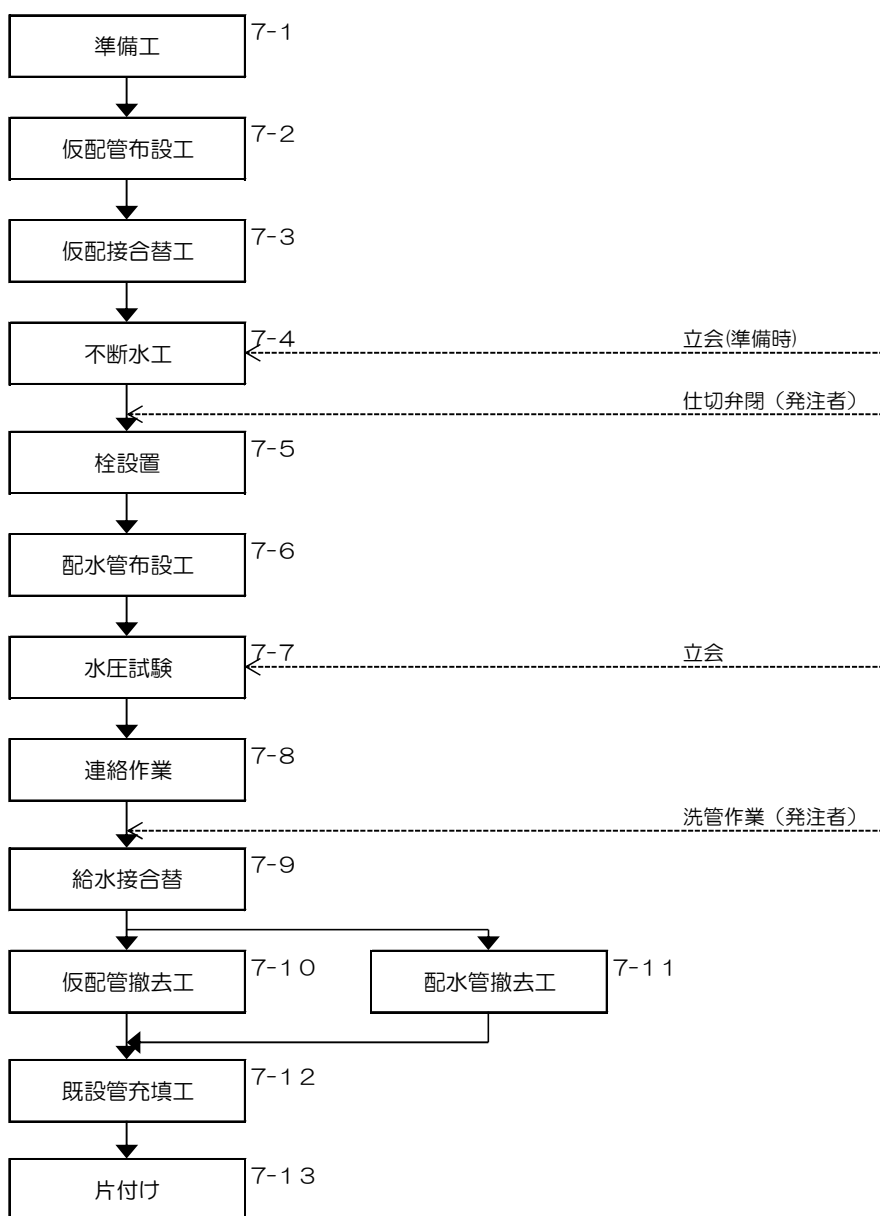 準備工
7-1
仮配管布設工
7-2
仮配接合替工
7-3
不断水工
7-4
立会(準備時)
仕切弁閉（発注者）
栓設置
7-5
配水管布設工
7-6
水圧試験
7-7
立会
連絡作業
7-8
洗管作業（発注者）
給水接合替
7-9
仮配管撤去工
7-10
配水管撤去工
7-11
既設管充填工
7-12
片付け
7-13